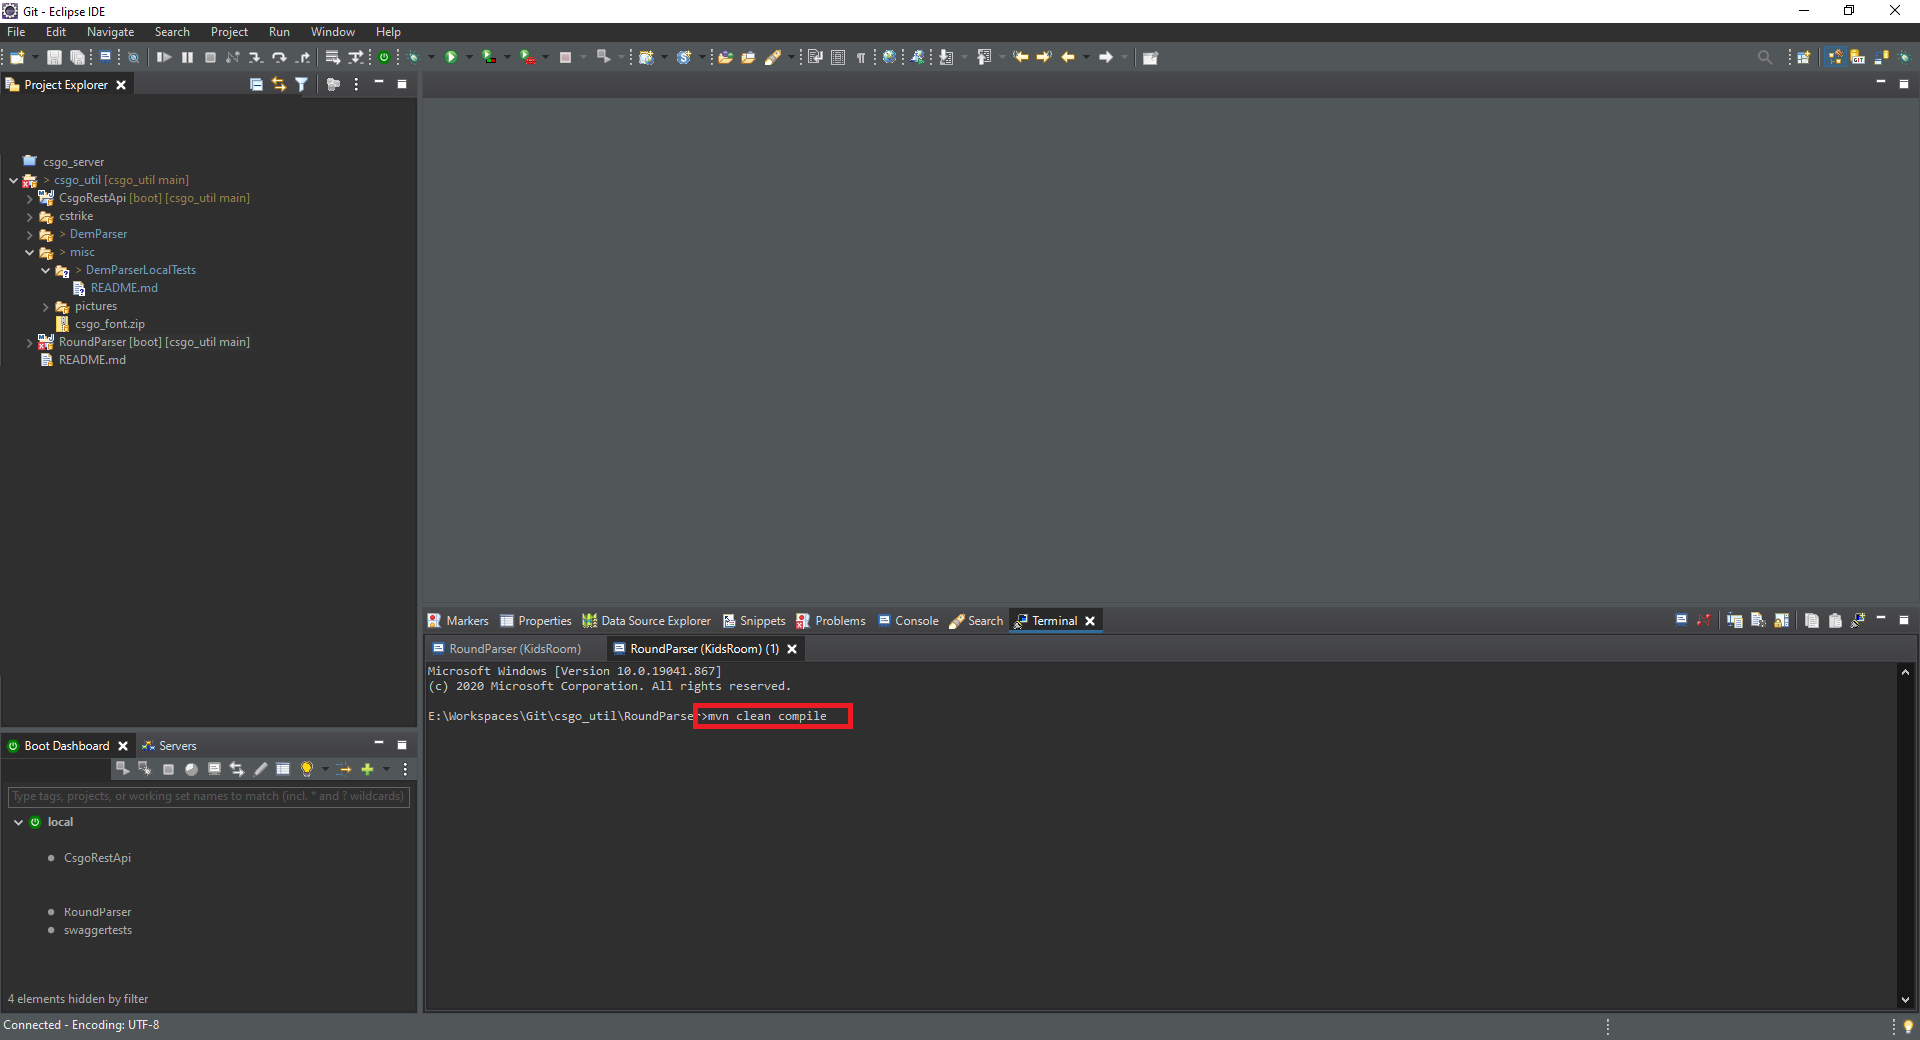 Git - Eclipse IDE
File Edit Navigate Search Project Run Window Help
Project Explorer
csgo_server
> csgo_util [csgo_util main]
CsgoRestApi [boot] [csgo_util main]
cstrike
> DemParser
> misc
> DemParserLocalTests
README.md
pictures
csgo_font.zip
RoundParser [boot] [csgo_util main]
README.md
Markers Properties Data Source Explorer Snippets Problems Console Search Terminal
RoundParser (KidsRoom) RoundParser (KidsRoom) (1)
Microsoft Windows [Version 10.0.19041.867]
(c) 2020 Microsoft Corporation. All rights reserved.
E:\Workspaces\Git\csgo_util\RoundParser>mvn clean compile
Boot Dashboard Servers
Type tags, projects, or working set names to match (incl. * and ? wildcards)
local
CsgoRestApi
RoundParser
swaggertests
4 elements hidden by filter
Connected - Encoding: UTF-8